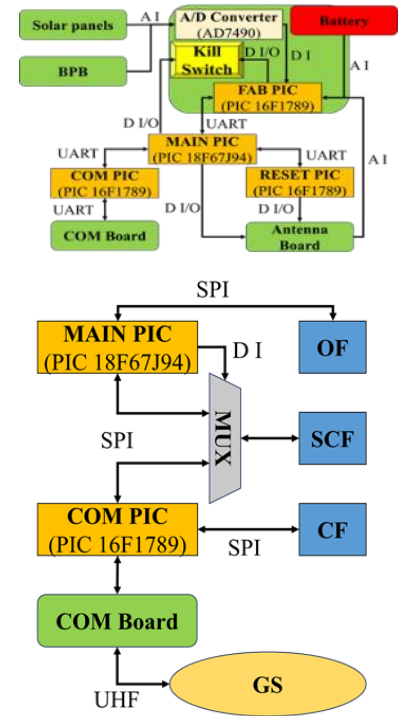 Solar panels
A I
A/D Converter
(AD7490)
Battery
BPB
Kill
Switch
D I/O
D I
A I
FAB PIC
(PIC 16F1789)
D I/O
UART
MAIN PIC
(PIC 18F67J94)
UART
UART
A I
COM PIC
(PIC 16F1789)
RESET PIC
(PIC 16F1789)
UART
D I/O
D I/O
COM Board
Antenna
Board
SPI
MAIN PIC
(PIC 18F67J94)
D I
OF
MUX
SPI
SCF
COM PIC
(PIC 16F1789)
SPI
CF
COM Board
UHF
GS